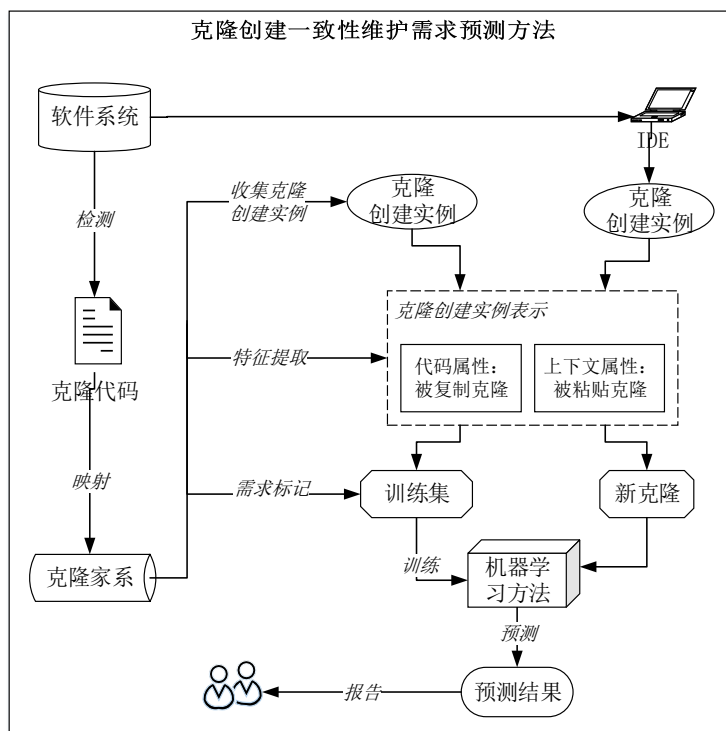 克隆创建一致性维护需求预测方法
软件系统
IDE
检测
收集克隆
创建实例
克隆
创建实例
克隆
创建实例
克隆代码
特征提取
克隆创建实例表示
代码属性：
被复制克隆
上下文属性：
被粘贴克隆
映射
需求标记
训练集
新克隆
克隆家系
训练
机器学
习方法
预测
预测结果
报告